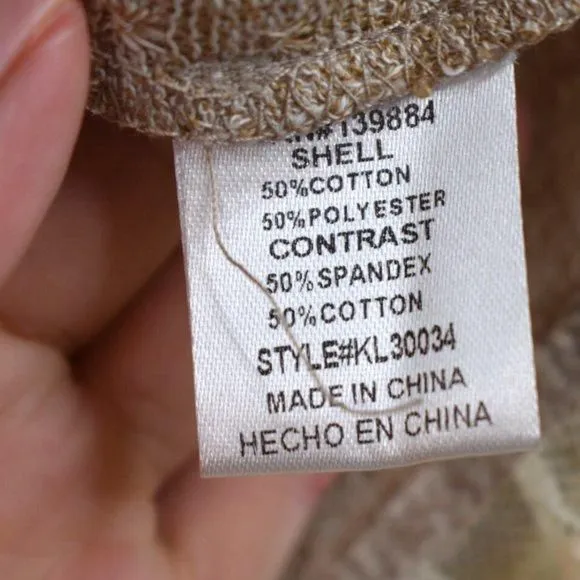 RN#139884
SHELL
50%COTTON
50%POLYESTER
CONTRAST
50%SPANDEX
50%COTTON
STYLE#KL30034
MADE IN CHINA
HECHO EN CHINA